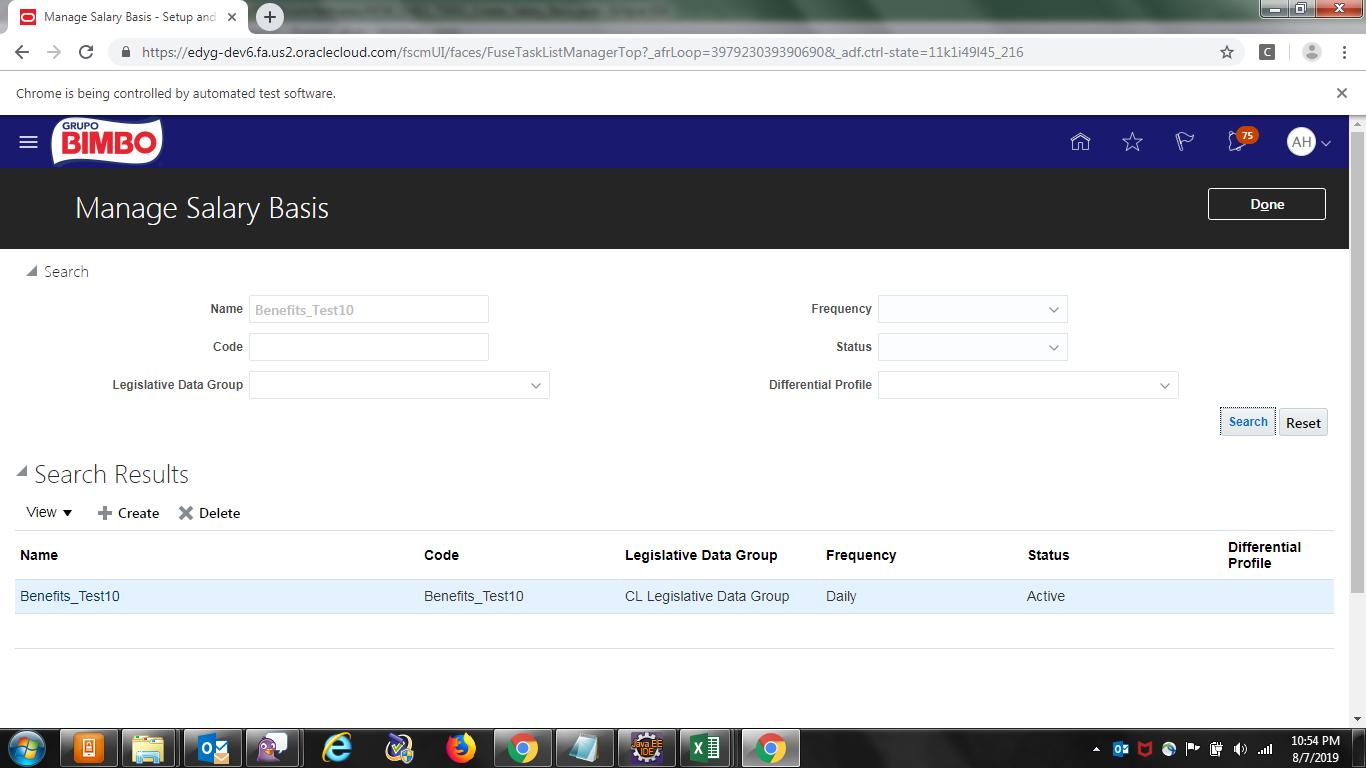 Manage Salary Basis - Setup and
https://edyg-dev6.fa.us2.oraclecloud.com/fscmUI/faces/FuseTaskListManagerTop?_afrLoop=397923039390690&_adf.ctrl-state=11k1i49l45_216
C
Chrome is being controlled by automated test software.
GRUPO
BIMBO
75
AH
Manage Salary Basis
Done
Search
Name Benefits_Test10 Frequency
Code Status
Legislative Data Group Differential Profile
Search Reset
Search Results
View Create Delete
Name Code Legislative Data Group Frequency Status Differential Profile
Benefits_Test10 Benefits_Test10 CL Legislative Data Group Daily Active
Java EE
IDE
10:54 PM
8/7/2019